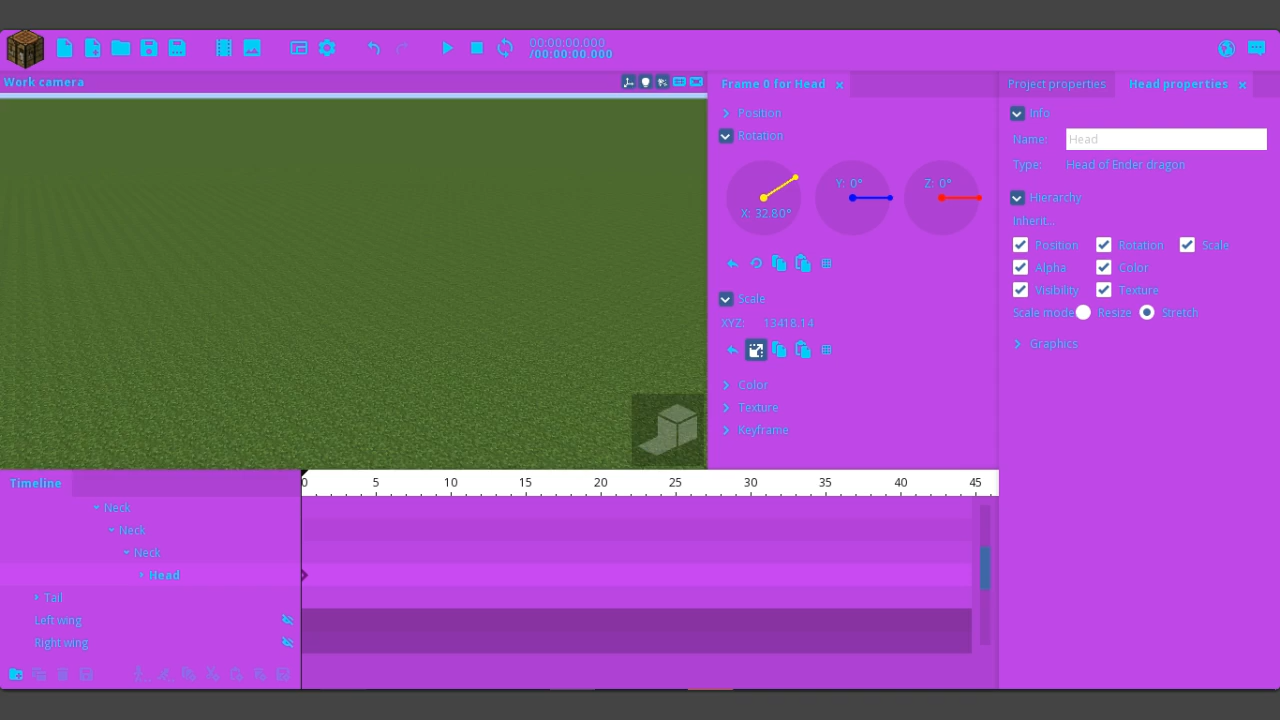 00:00:00.000
/00:00:00.000
Work camera
Frame 0 for Head
Position
Rotation
X: 32.80°
Y: 0°
Z: 0°
Scale
XYZ: 13418.14
Color
Texture
Keyframe
Project properties
Head properties
Info
Name: Head
Type: Head of Ender dragon
Hierarchy
Inherit...
Position Rotation Scale
Alpha Color
Visibility Texture
Scale mode Resize Stretch
Graphics
Timeline
0 5 10 15 20 25 30 35 40 45
Neck
Neck
Neck
Head
Tail
Left wing
Right wing